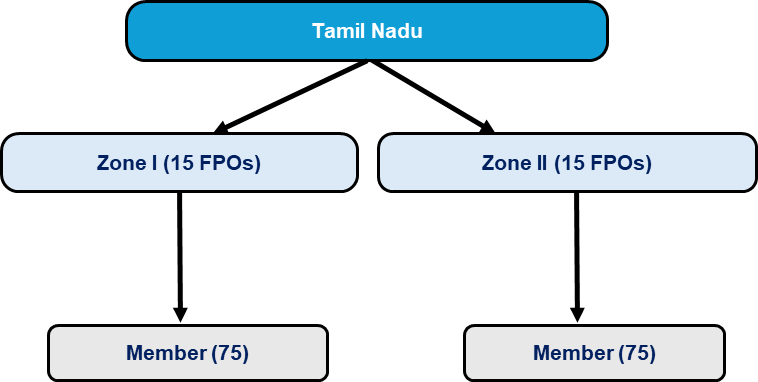 Tamil Nadu
Zone I (15 FPOs)
Zone II (15 FPOs)
Member (75)
Member (75)